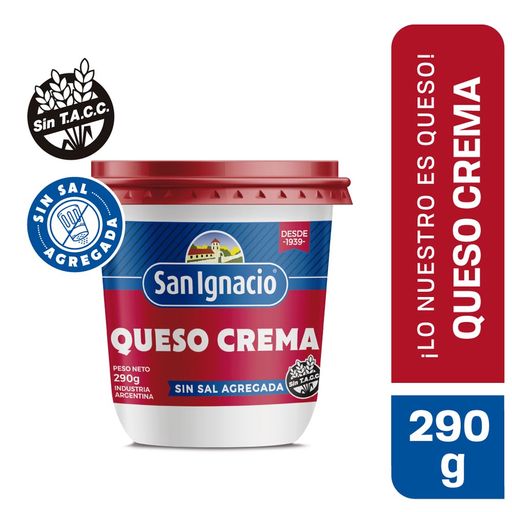 Sin T.A.C.C.
SIN SAL
AGREGADA
DESDE
-1939-
San Ignacio®
QUESO CREMA
PESO NETO
290g
INDUSTRIA
ARGENTINA
SIN SAL AGREGADA
Sin T.A.C.C.
¡LO NUESTRO ES QUESO!
QUESO CREMA
290
g